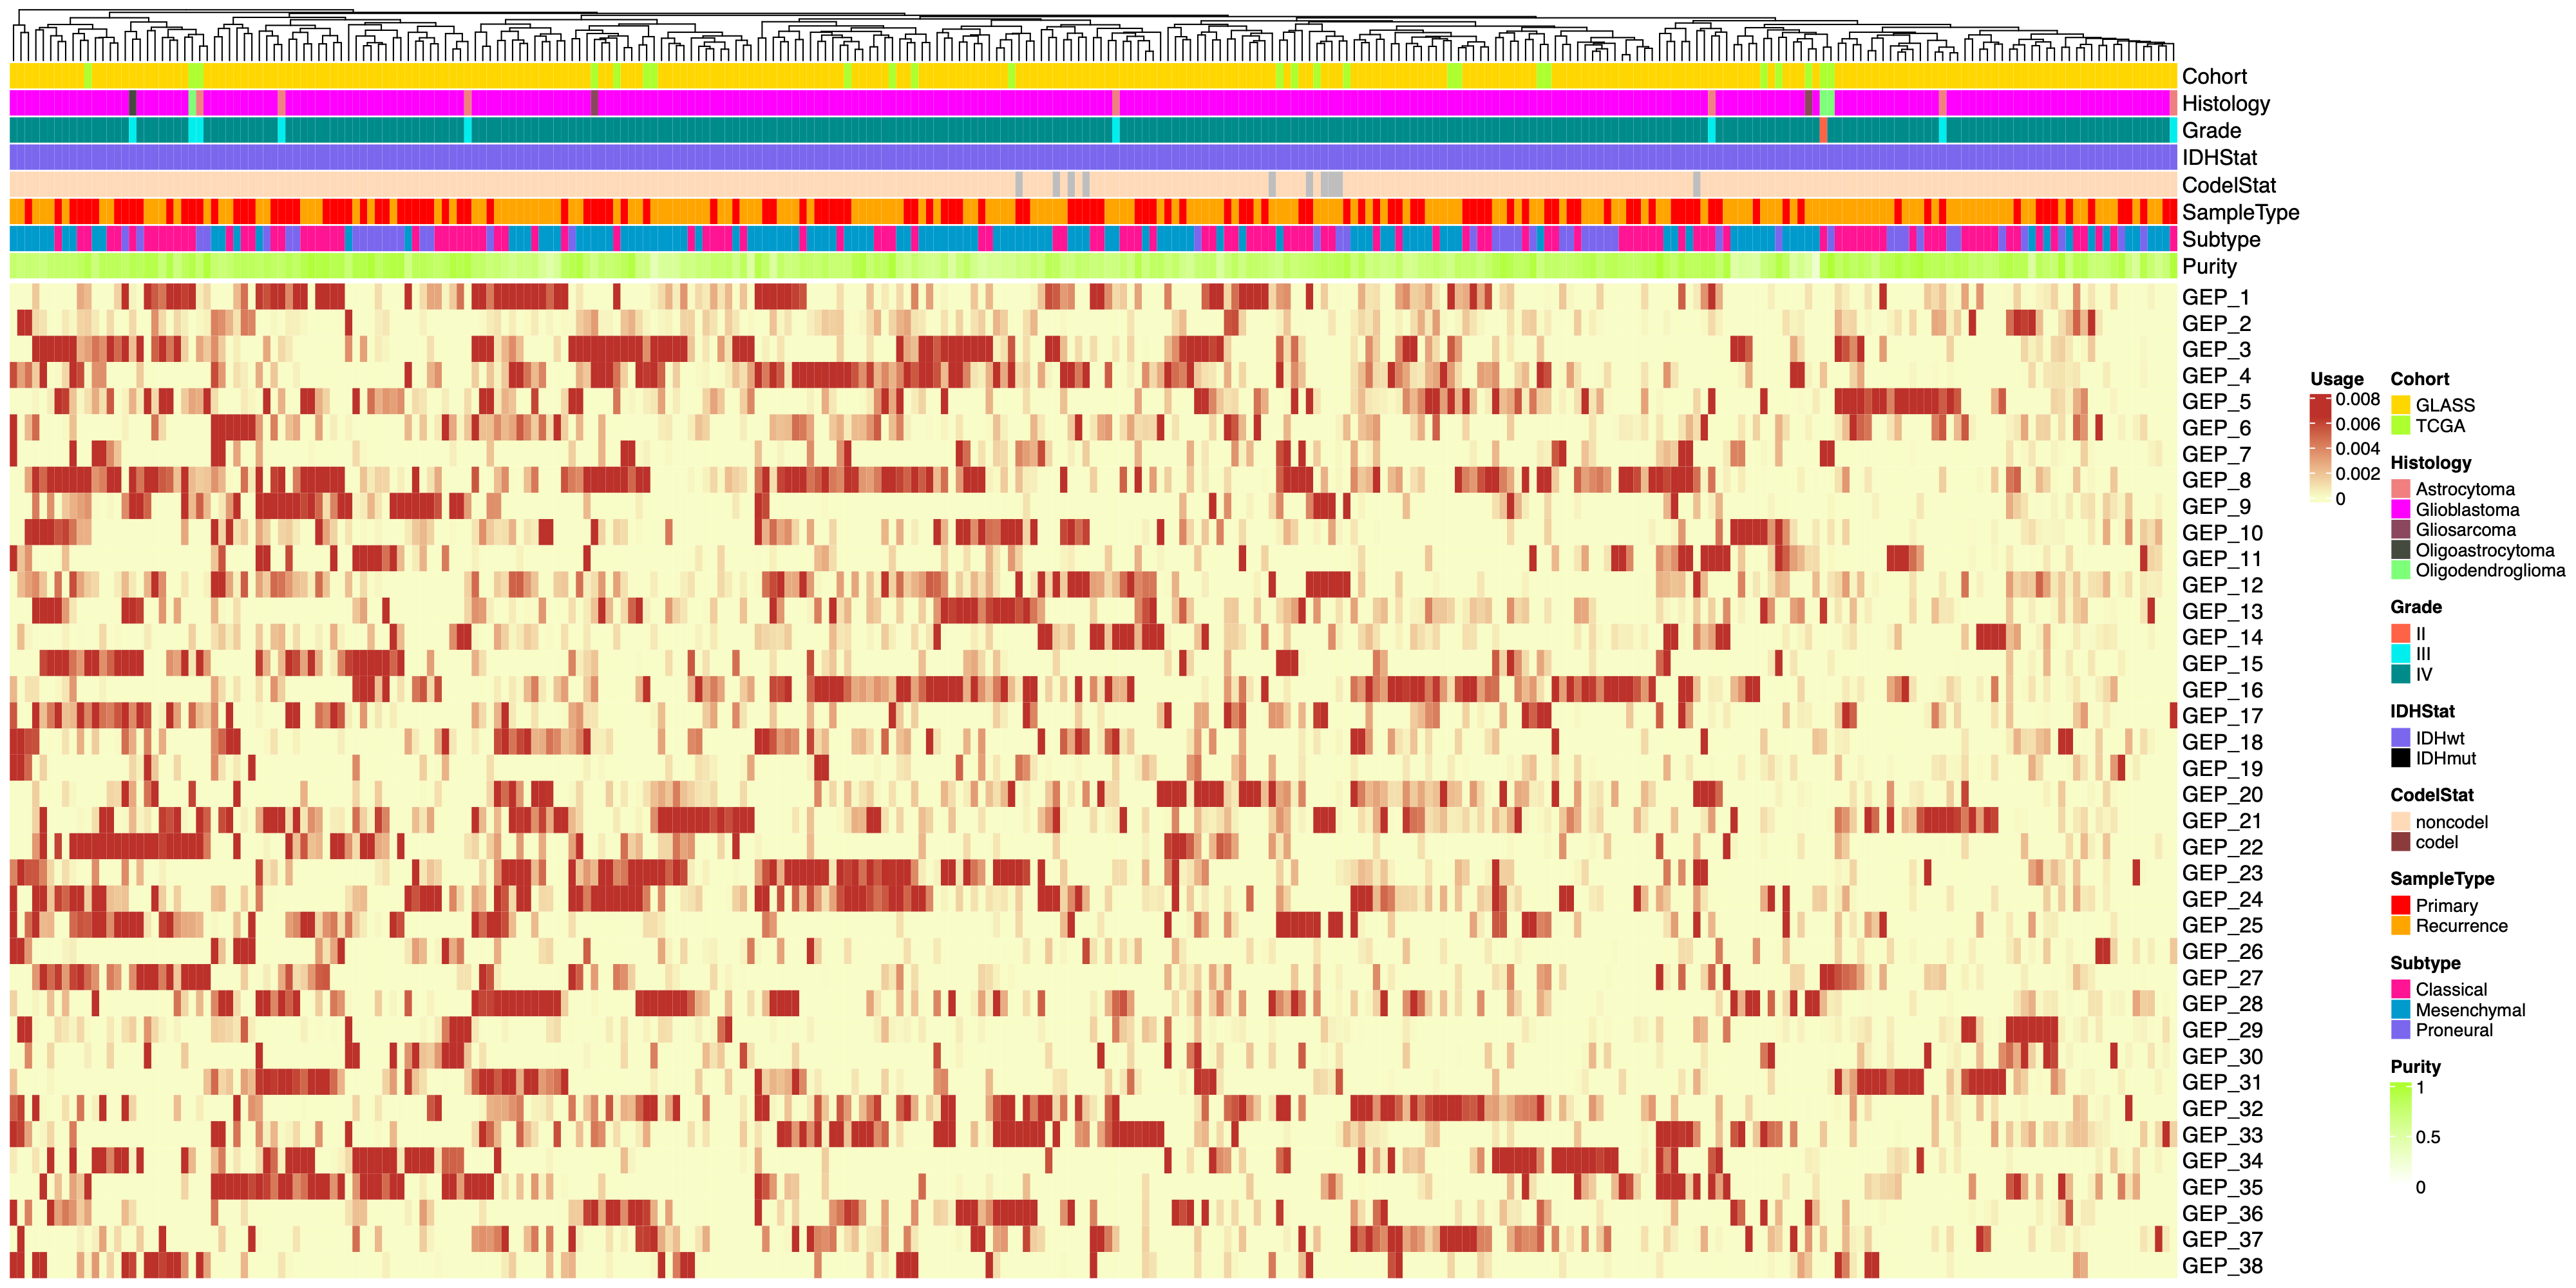 Cohort
Histology
Grade
IDHStat
CodelStat
SampleType
Subtype
Purity
GEP_1
GEP_2
GEP_3
GEP_4
GEP_5
GEP_6
GEP_7
GEP_8
GEP_9
GEP_10
GEP_11
GEP_12
GEP_13
GEP_14
GEP_15
GEP_16
GEP_17
GEP_18
GEP_19
GEP_20
GEP_21
GEP_22
GEP_23
GEP_24
GEP_25
GEP_26
GEP_27
GEP_28
GEP_29
GEP_30
GEP_31
GEP_32
GEP_33
GEP_34
GEP_35
GEP_36
GEP_37
GEP_38
Usage
0.008
0.006
0.004
0.002
0
Cohort
GLASS
TCGA
Histology
Astrocytoma
Glioblastoma
Gliosarcoma
Oligoastrocytoma
Oligodendroglioma
Grade
II
III
IV
IDHStat
IDHwt
IDHmut
CodelStat
noncodel
codel
SampleType
Primary
Recurrence
Subtype
Classical
Mesenchymal
Proneural
Purity
1
0.5
0